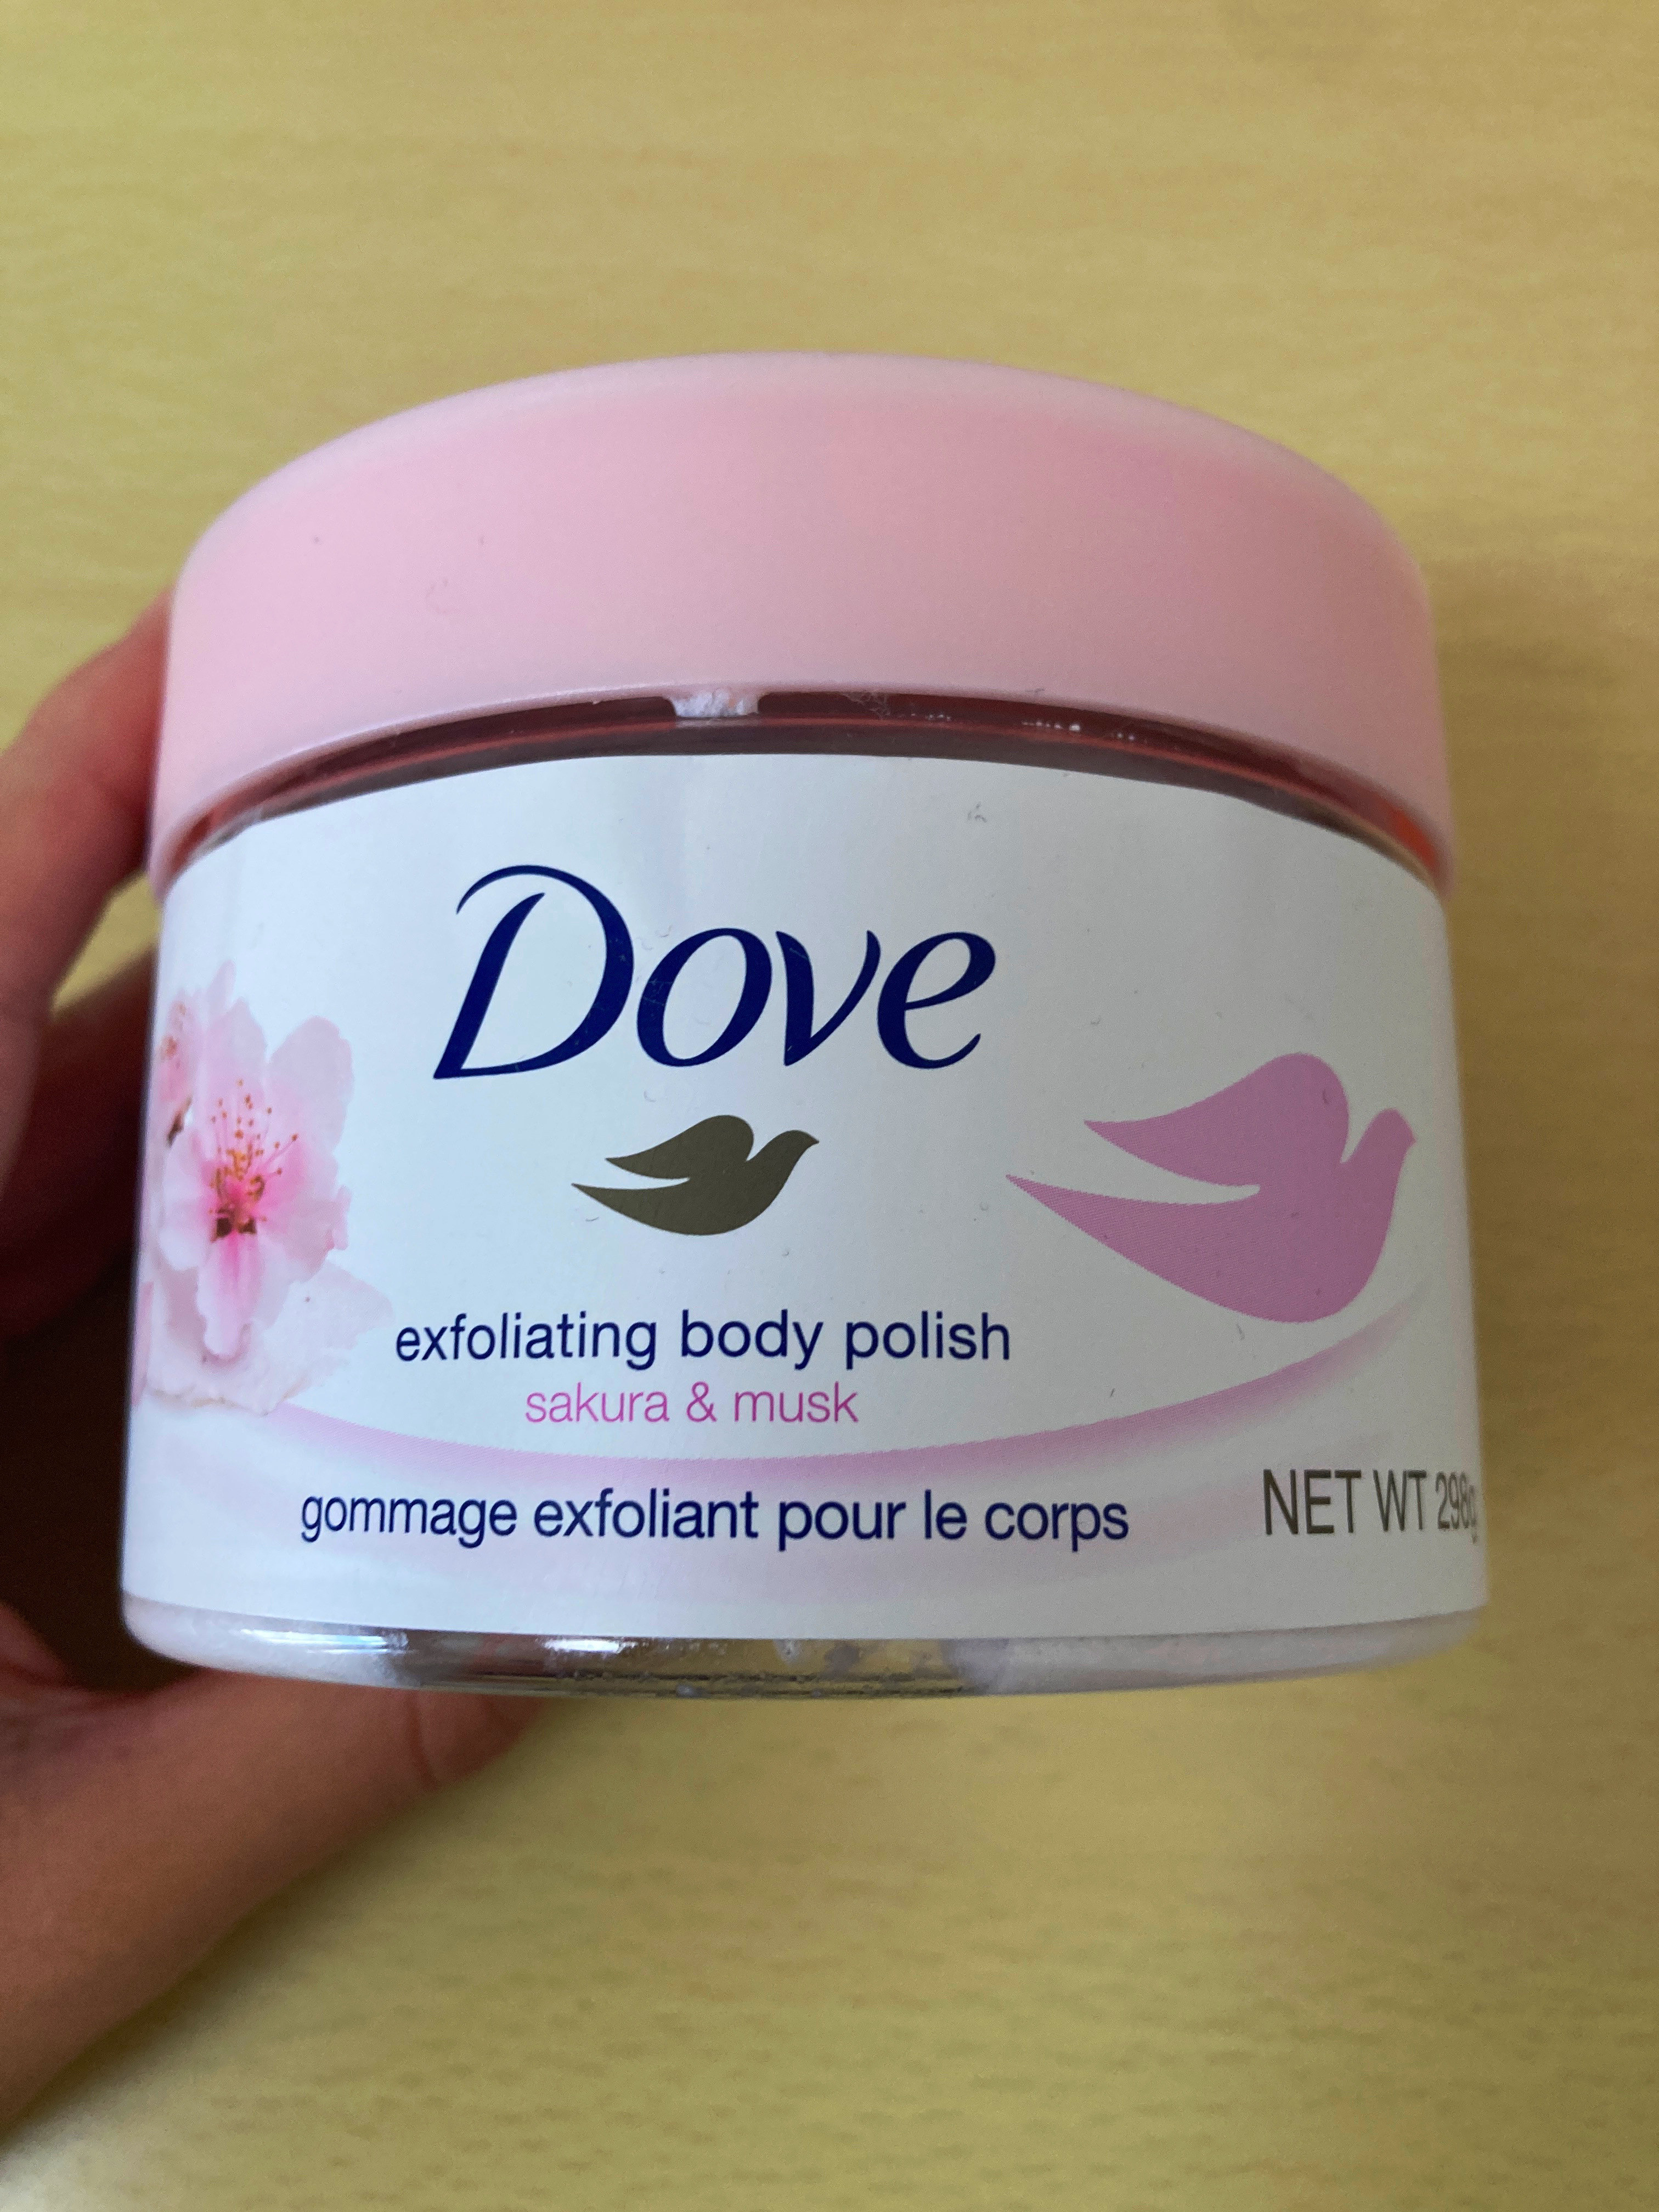 Dove
exfoliating body polish
sakura & musk
gommage exfoliant pour le corps
NET WT 298g